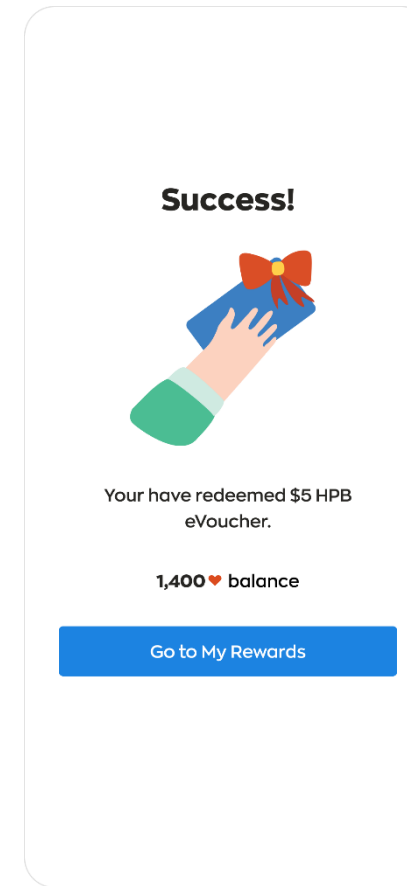 Success!
Your have redeemed $5 HPB
eVoucher.
1,400❤ balance
Go to My Rewards